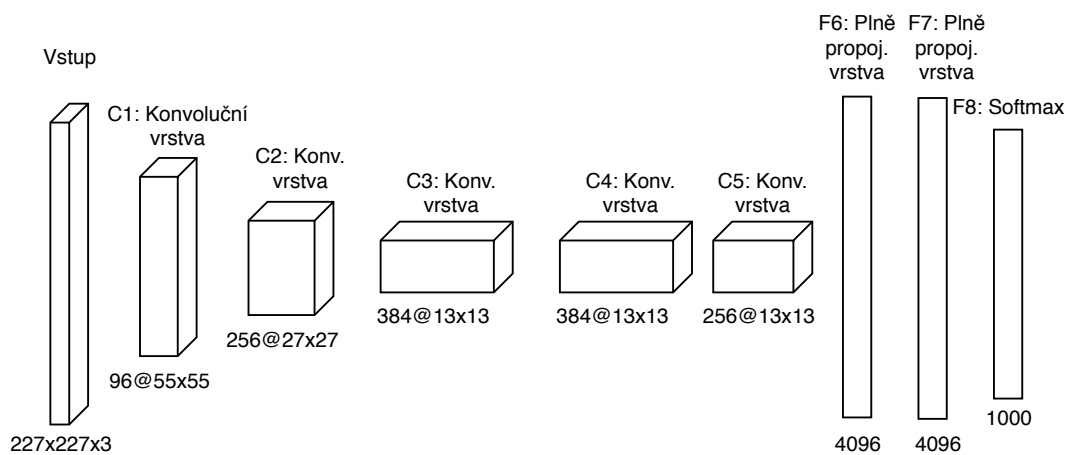 Vstup
227x227x3
C1: Konvoluční
vrstva
96@55x55
C2: Konv.
vrstva
256@27x27
C3: Konv.
vrstva
384@13x13
C4: Konv.
vrstva
384@13x13
C5: Konv.
vrstva
256@13x13
F6: Plně
propoj.
vrstva
4096
F7: Plně
propoj.
vrstva
4096
F8: Softmax
1000